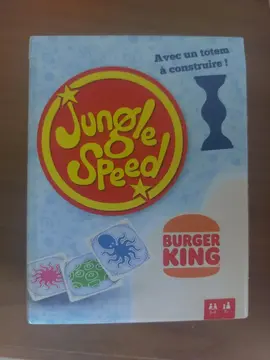 Avec un totem
à construire !
Jungle
Speed
BURGER
KING